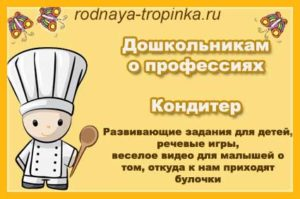 rodnaya-tropinka.ru
Дошкольникам
о профессиях
Кондитер
Развивающие задания для детей,
речевые игры,
веселое видео для малышей о
том, откуда к нам приходят
булочки